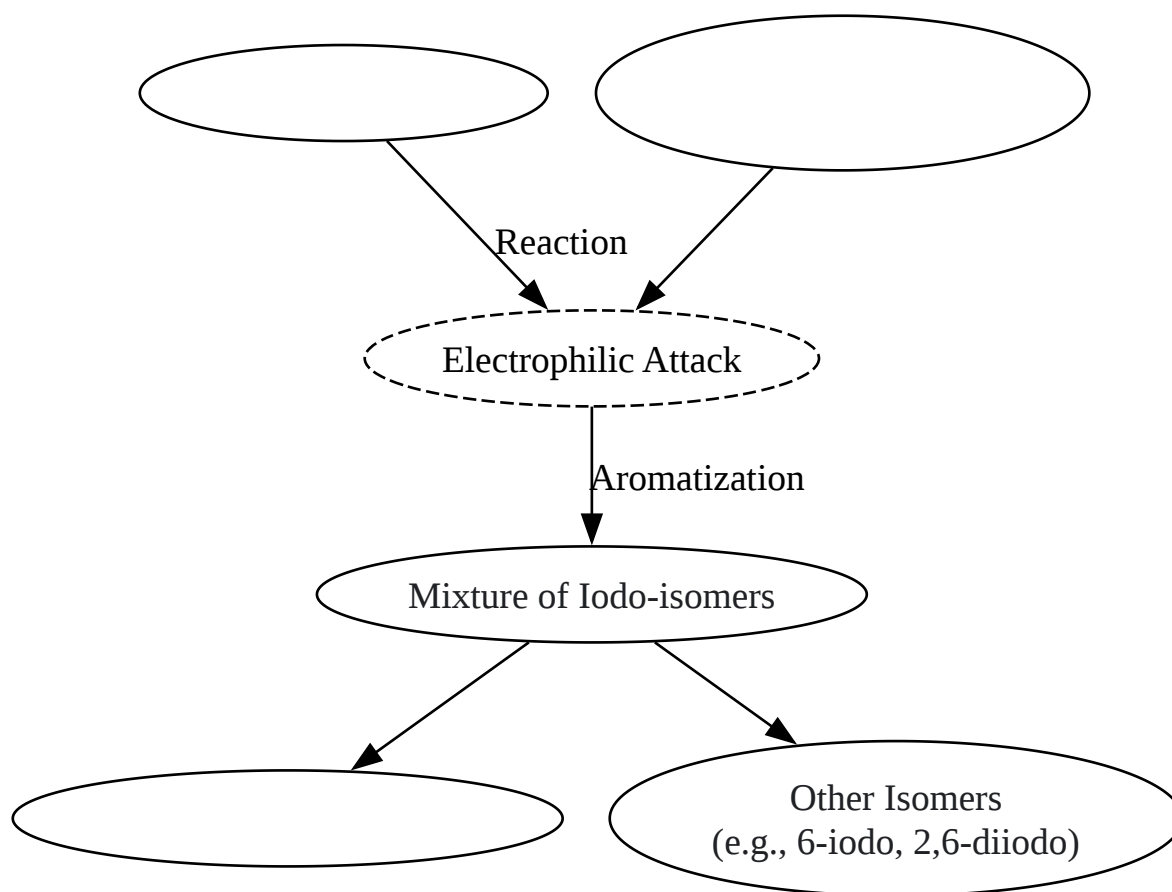 Reaction
Electrophilic Attack
Aromatization
Mixture of Iodo-isomers
Other Isomers
(e.g., 6-iodo, 2,6-diiodo)